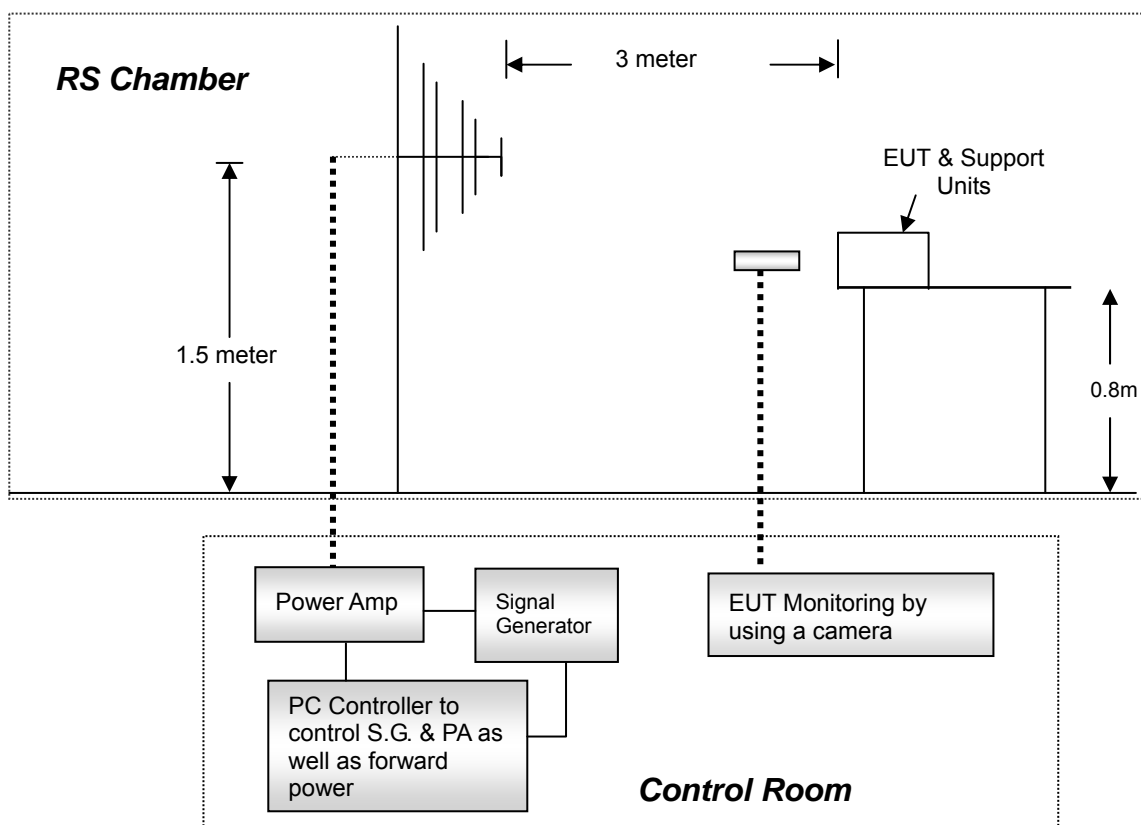 RS Chamber
3 meter
EUT & Support
Units
1.5 meter
0.8m
Power Amp
Signal
Generator
EUT Monitoring by
using a camera
PC Controller to
control S.G. & PA as
well as forward
power
Control Room